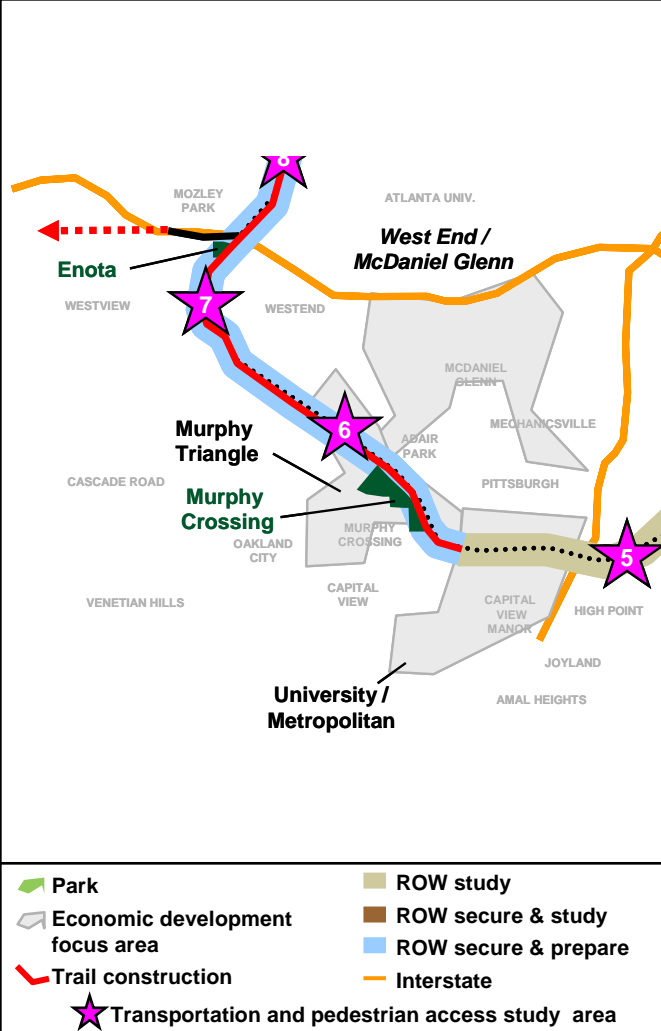 8
MOZLEY
PARK
ATLANTA UNIV.
West End /
McDaniel Glenn
Enota
WESTVIEW
7
WESTEND
MCDANIEL
GLENN
Murphy
Triangle
6
ADAIR
PARK
MECHANICSVILLE
CASCADE ROAD
PITTSBURGH
Murphy
Crossing
MURPHY
CROSSING
OAKLAND
CITY
5
CAPITAL
VIEW
VENETIAN HILLS
CAPITAL
VIEW
MANOR
HIGH POINT
JOYLAND
University /
Metropolitan
AMAL HEIGHTS
Park
Economic development
focus area
Trail construction
ROW study
ROW secure & study
ROW secure & prepare
Interstate
Transportation and pedestrian access study area